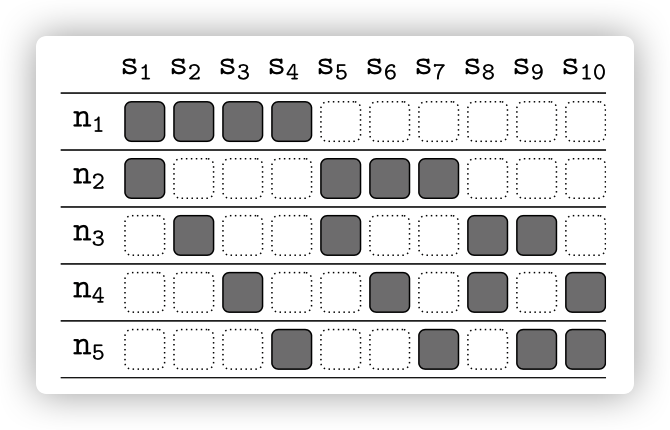 s₁ s₂ s₃ s₄ s₅ s₆ s₇ s₈ s₉ s₁₀
n₁
n₂
n₃
n₄
n₅